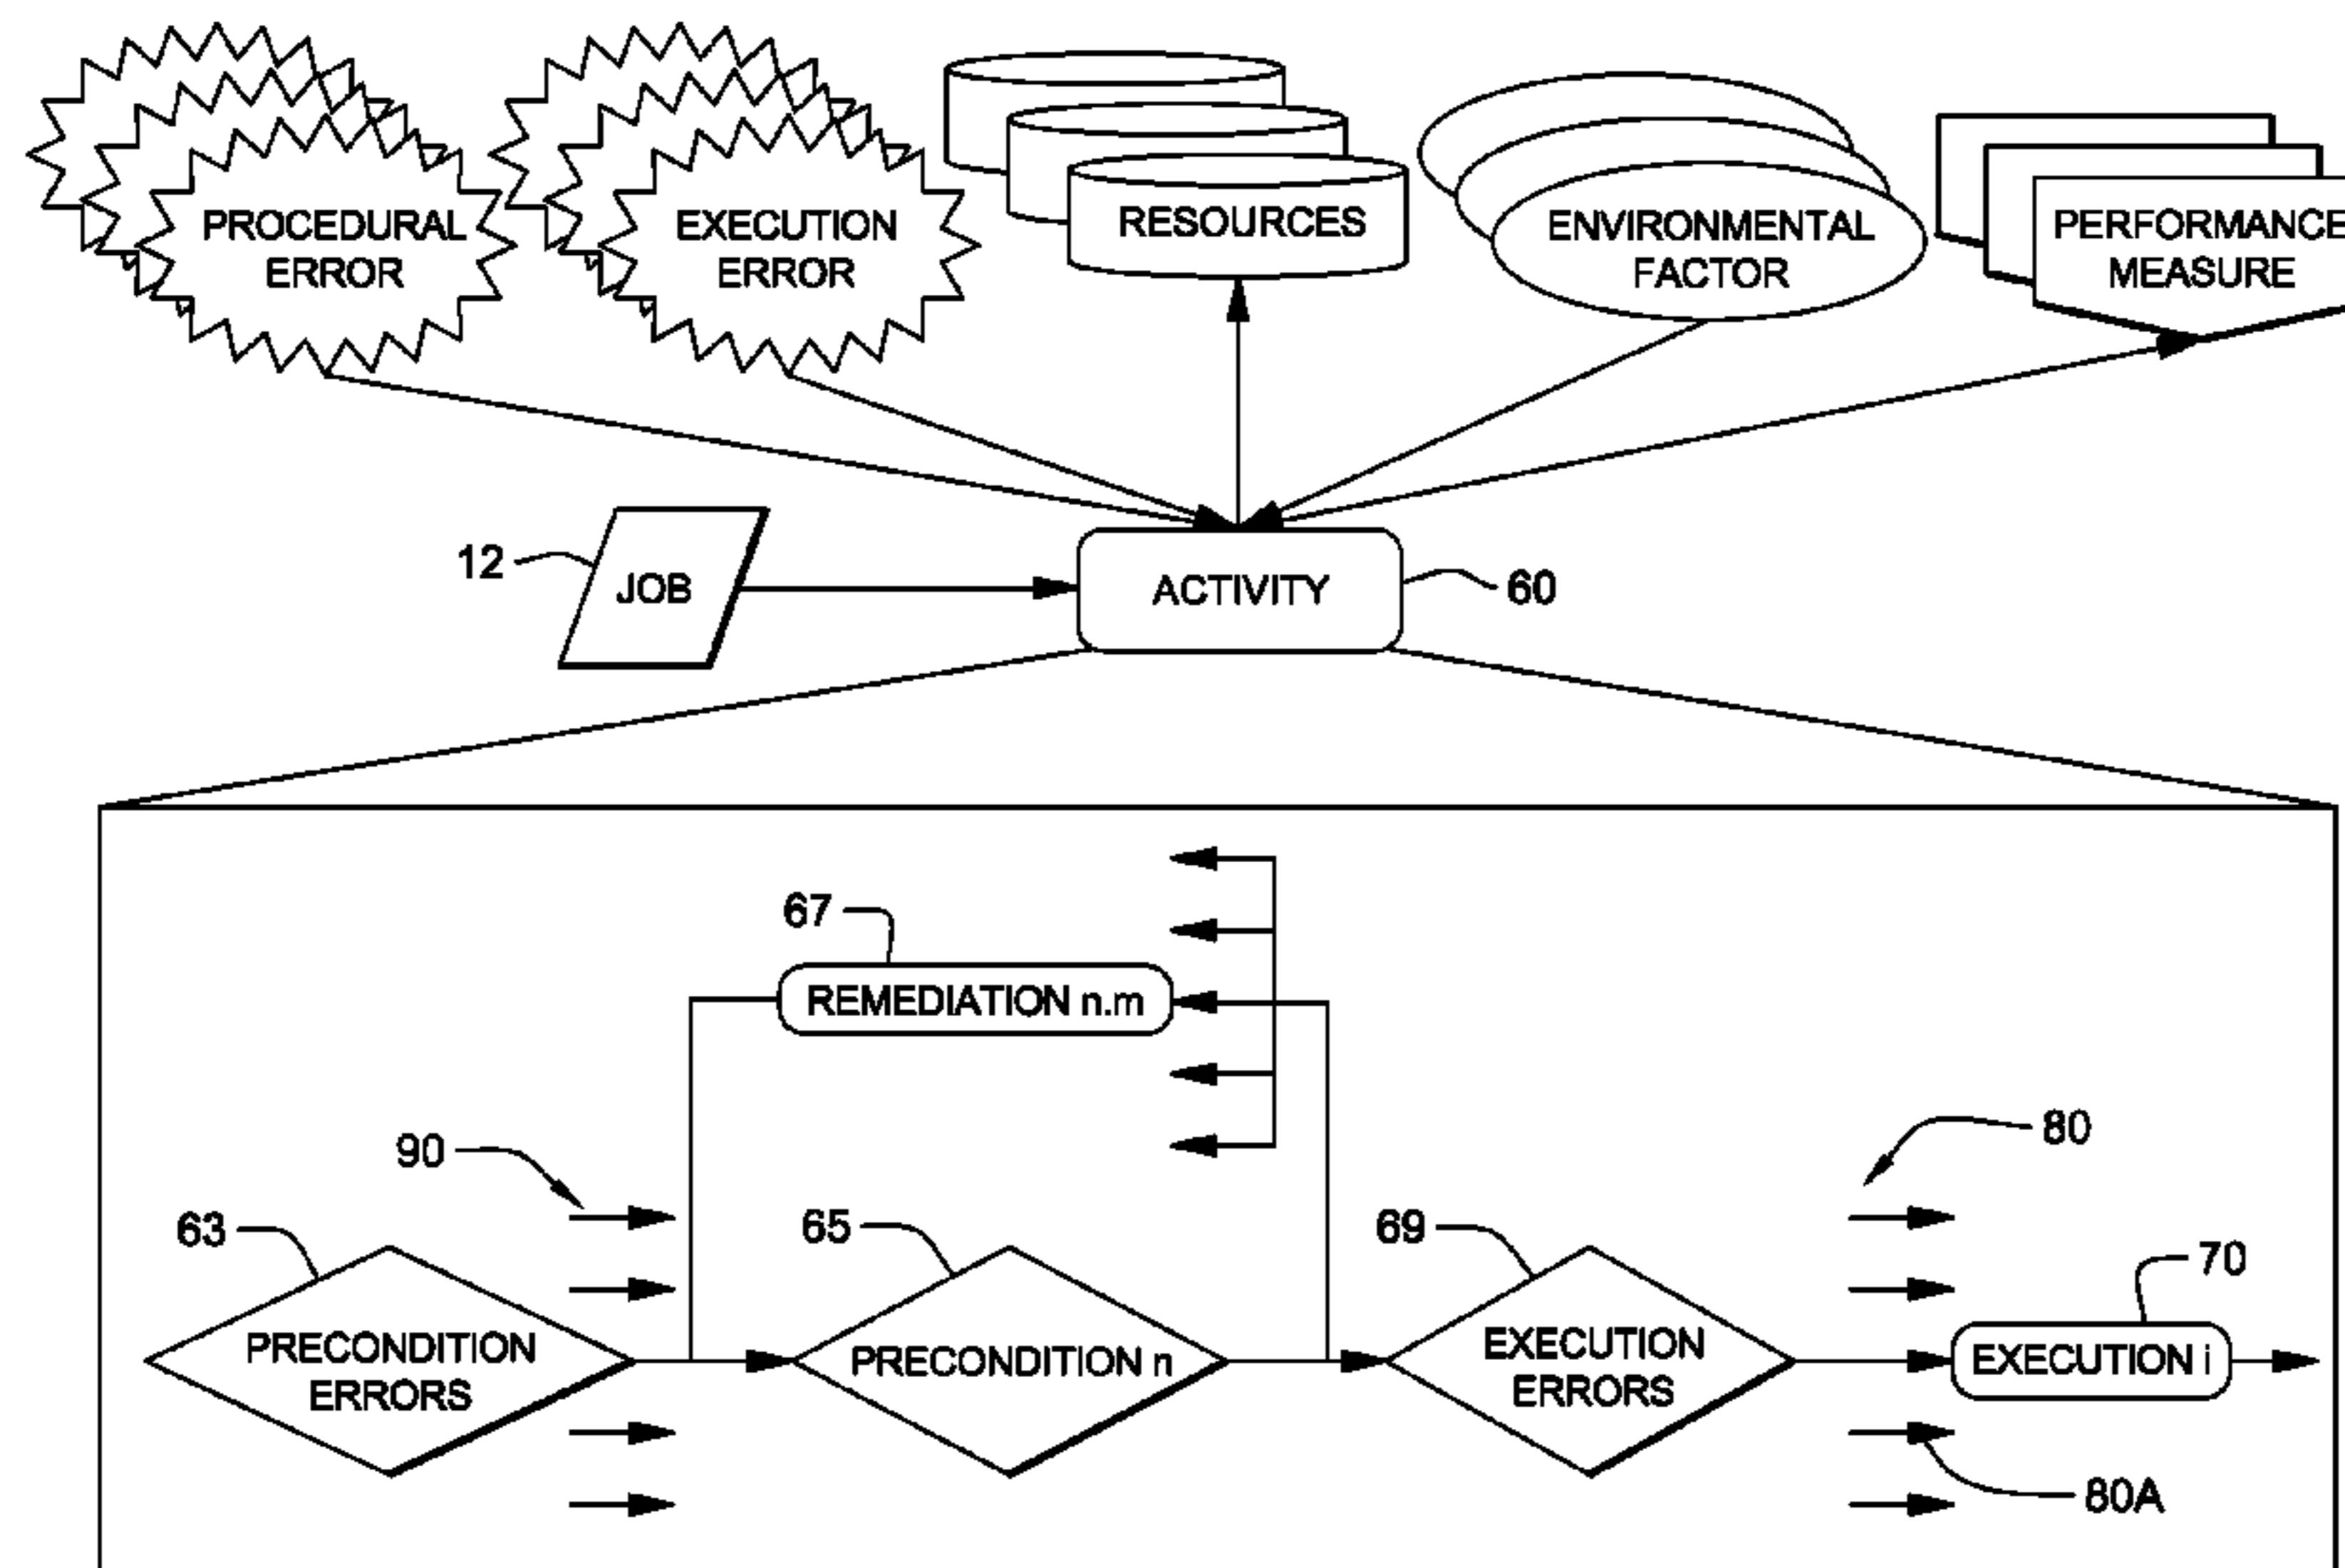 PROCEDURAL
ERROR
EXECUTION
ERROR
RESOURCES
ENVIRONMENTAL
FACTOR
PERFORMANCE
MEASURE
12
JOB
ACTIVITY
60
67
REMEDIATION n.m
90
80
63
65
69
70
PRECONDITION
ERRORS
PRECONDITION n
EXECUTION
ERRORS
EXECUTION i
80A